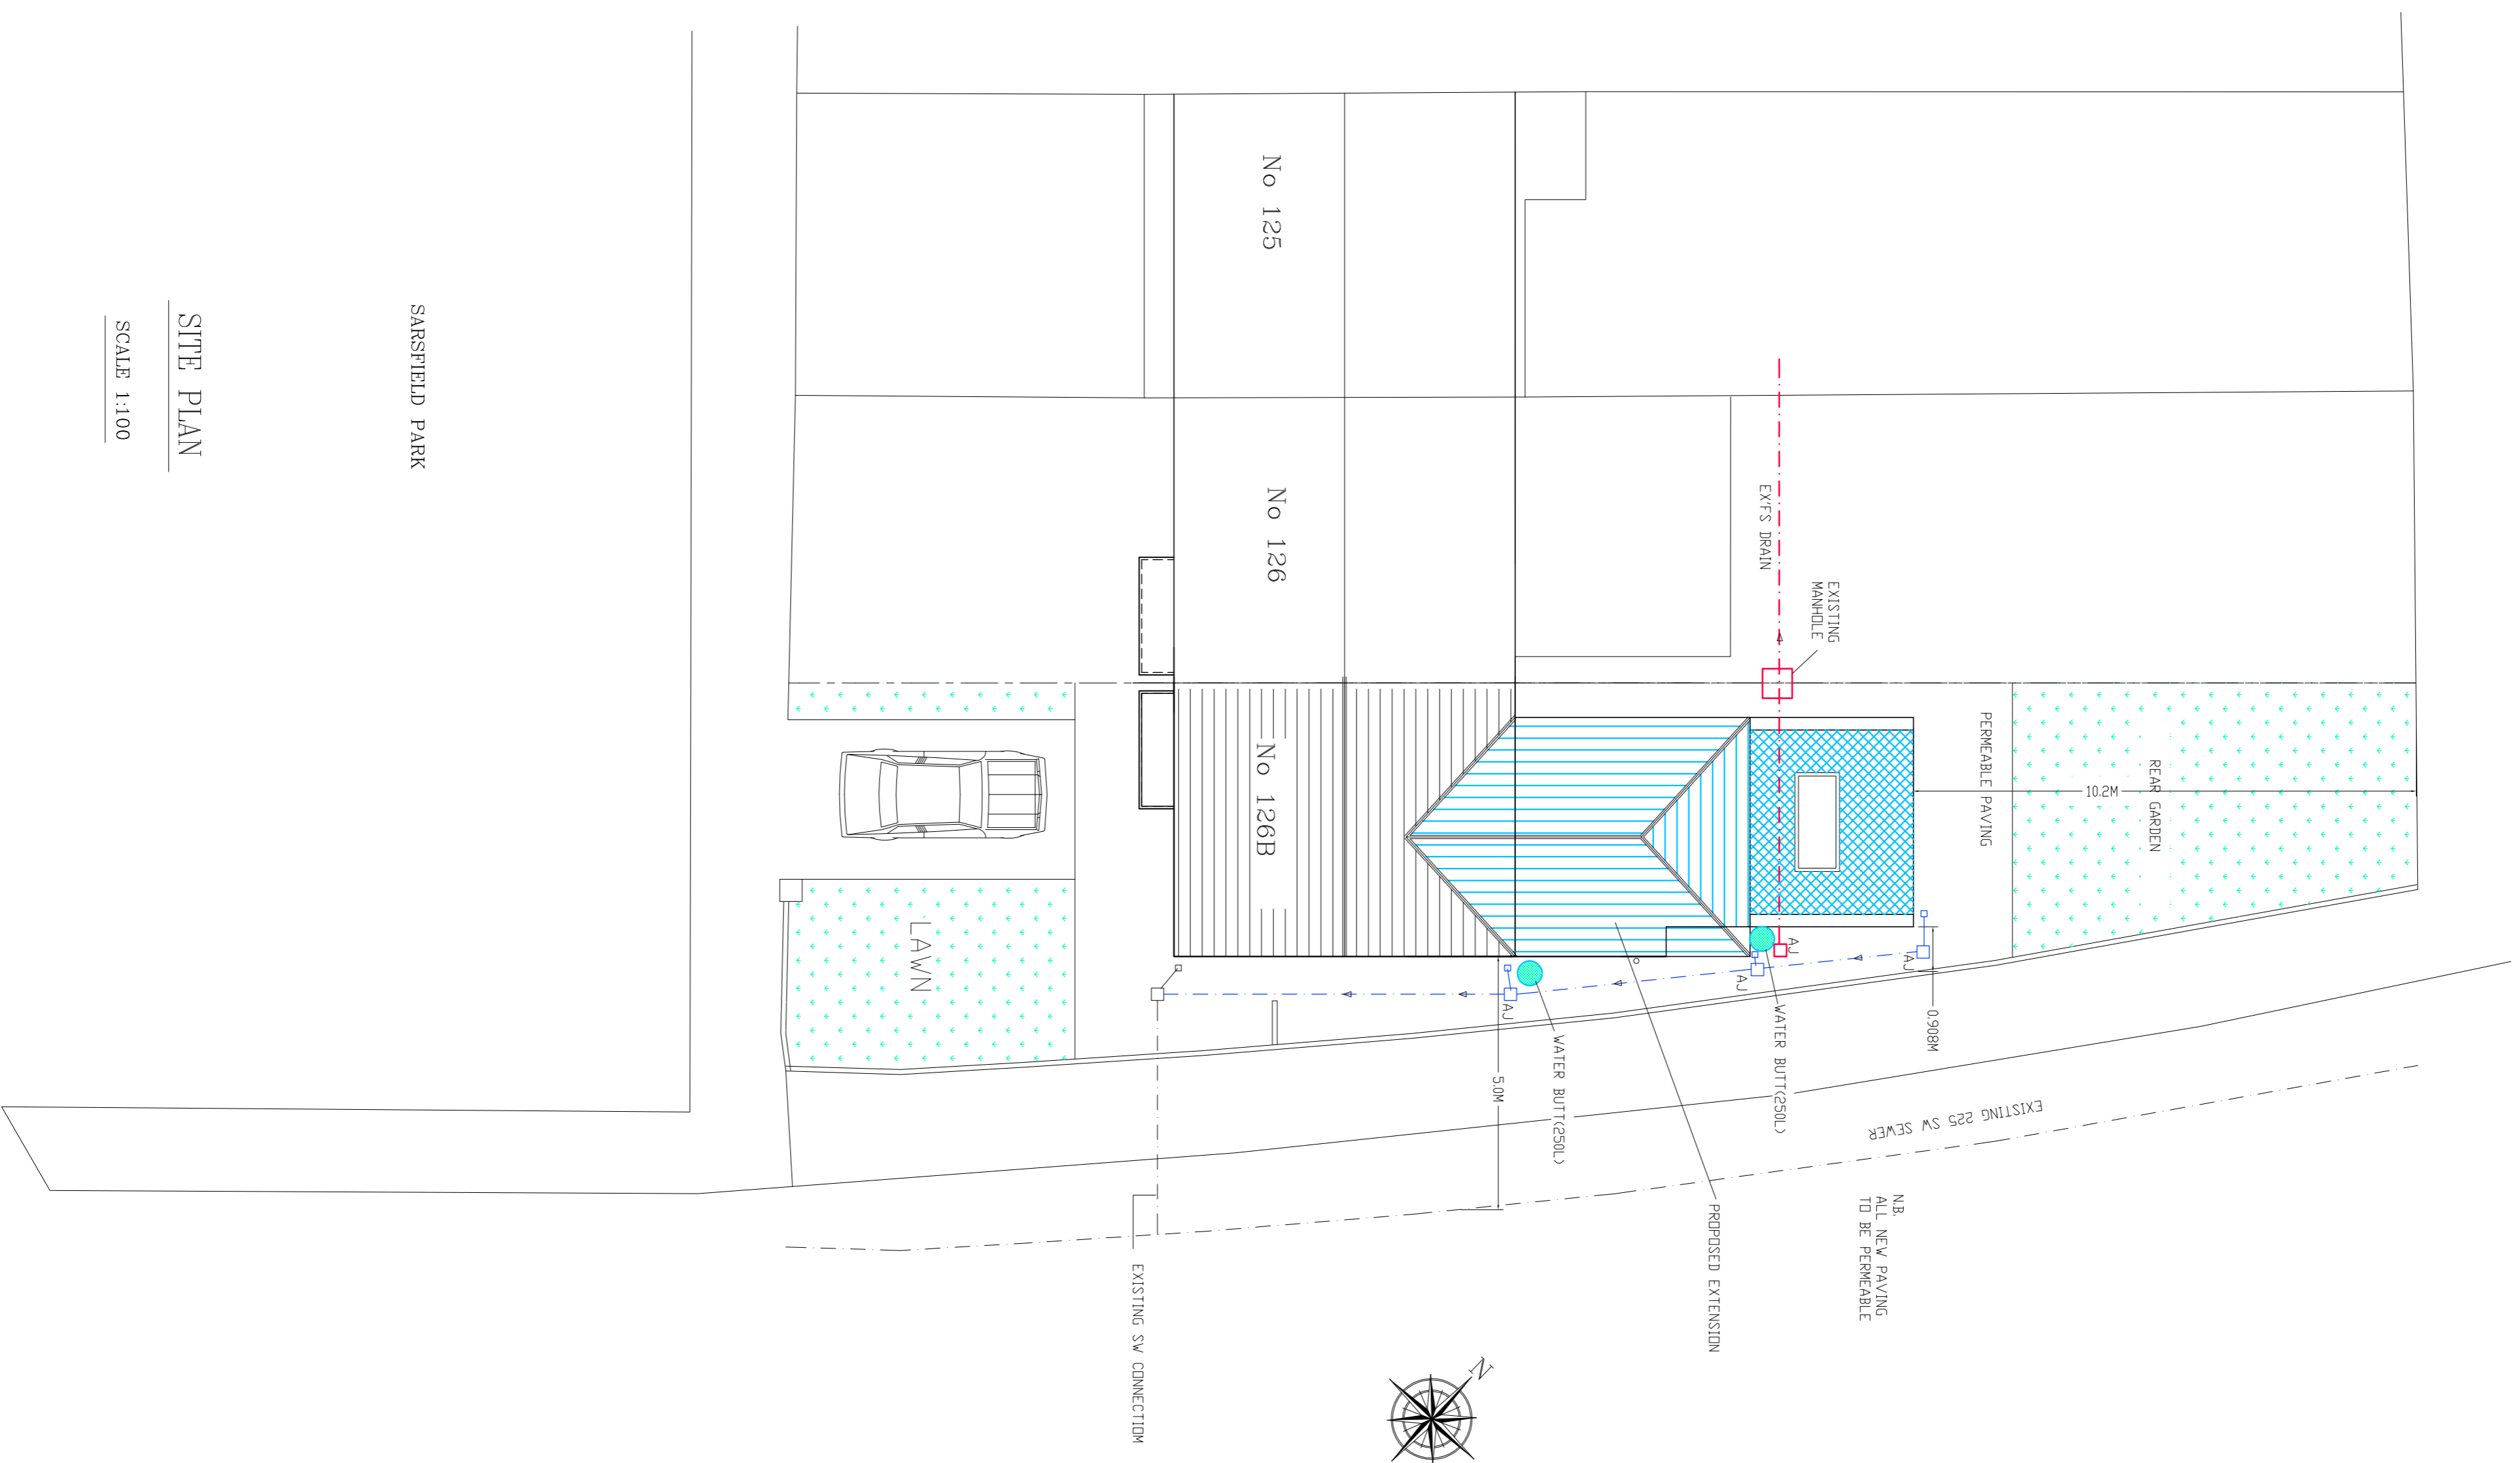 No 125
No 126
No 126B
EX'FS DRAIN
EXISTING
MANHOLE
PERMEABLE PAVING
REAR GARDEN
10.2M
AJ
AJ
AJ
AJ
0.908M
WATER BUTT(250L)
WATER BUTT(250L)
5.0M
EXISTING 225 SW SEWER
LAWN
PROPOSED EXTENSION
N.B.
ALL NEW PAVING
TO BE PERMEABLE
EXISTING SW CONNECTIOM
N
SARSFIELD PARK
SITE PLAN
SCALE 1:100